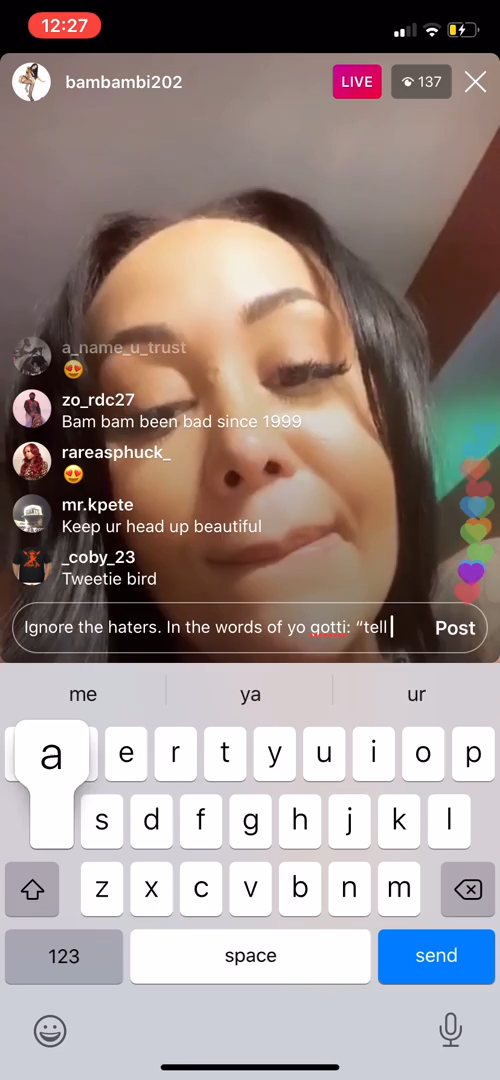 12:27
bambambi202
LIVE
137
a_name_u_trust
zo_rdc27
Bam bam been bad since 1999
rareasphuck_
mr.kpete
Keep ur head up beautiful
_coby_23
Tweetie bird
Ignore the haters. In the words of yo gotti: “tell
Post
me
ya
ur
a
e r t y u i o p
s d f g h j k l
z x c v b n m
123
space
send